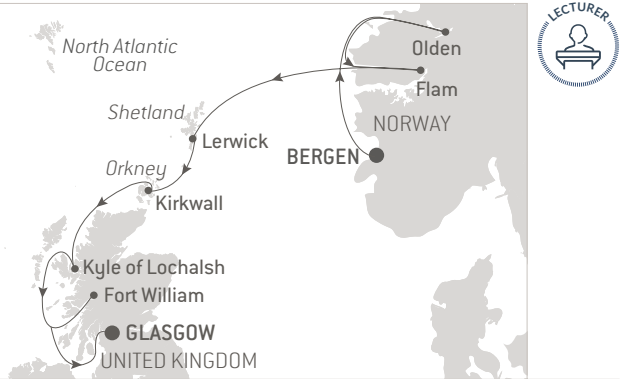 LECTURER
North Atlantic
Ocean
Olden
Flam
Shetland
NORWAY
Lerwick
BERGEN
Orkney
Kirkwall
Kyle of Lochalsh
Fort William
GLASGOW
UNITED KINGDOM